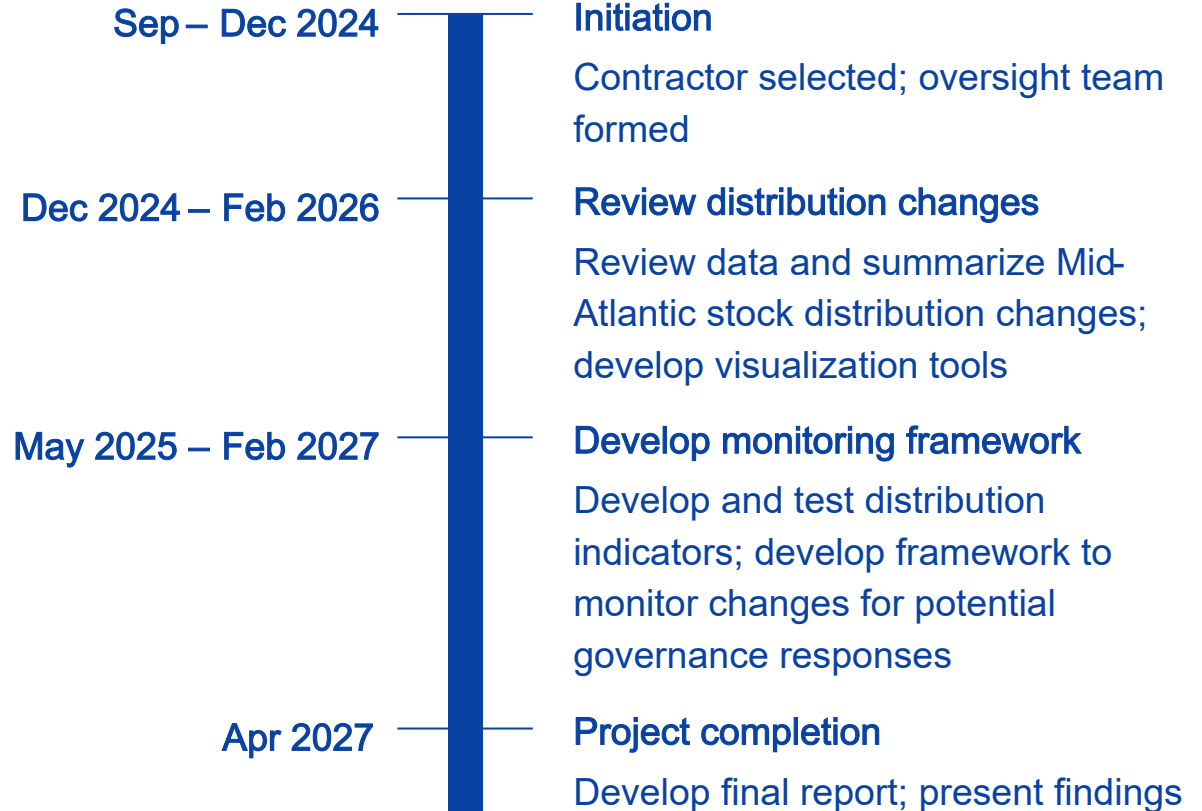 Sep – Dec 2024
Initiation
Contractor selected; oversight team
formed
Dec 2024 – Feb 2026
Review distribution changes
Review data and summarize Mid-
Atlantic stock distribution changes;
develop visualization tools
May 2025 – Feb 2027
Develop monitoring framework
Develop and test distribution
indicators; develop framework to
monitor changes for potential
governance responses
Apr 2027
Project completion
Develop final report; present findings